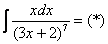 ∫ xdx / (3x + 2)⁷ = (*)